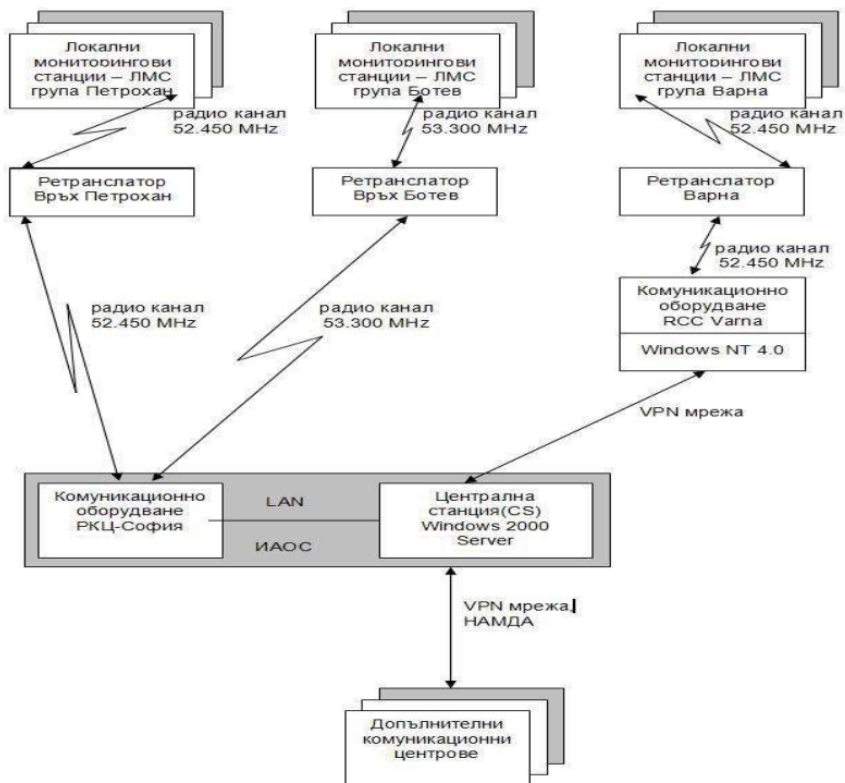 Локални
мониторингови
станции – ЛМС
група Петрохан
Локални
мониторингови
станции – ЛМС
група Ботев
Локални
мониторингови
станции – ЛМС
група Варна
радио канал
52.450 MHz
радио канал
53.300 MHz
радио канал
52.450 MHz
Ретранслатор
Връх Петрохан
Ретранслатор
Връх Ботев
Ретранслатор
Варна
радио канал
52.450 MHz
Комуникационно
оборудване
RCC Varna
Windows NT 4.0
радио канал
52.450 MHz
радио канал
53.300 MHz
VPN мрежа
Комуникационно
оборудване
РКЦ-София
LAN
ИАОС
Централна
станция(CS)
Windows 2000
Server
VPN мрежа,
НАМДА
Допълнителни
комуникационни
центрове